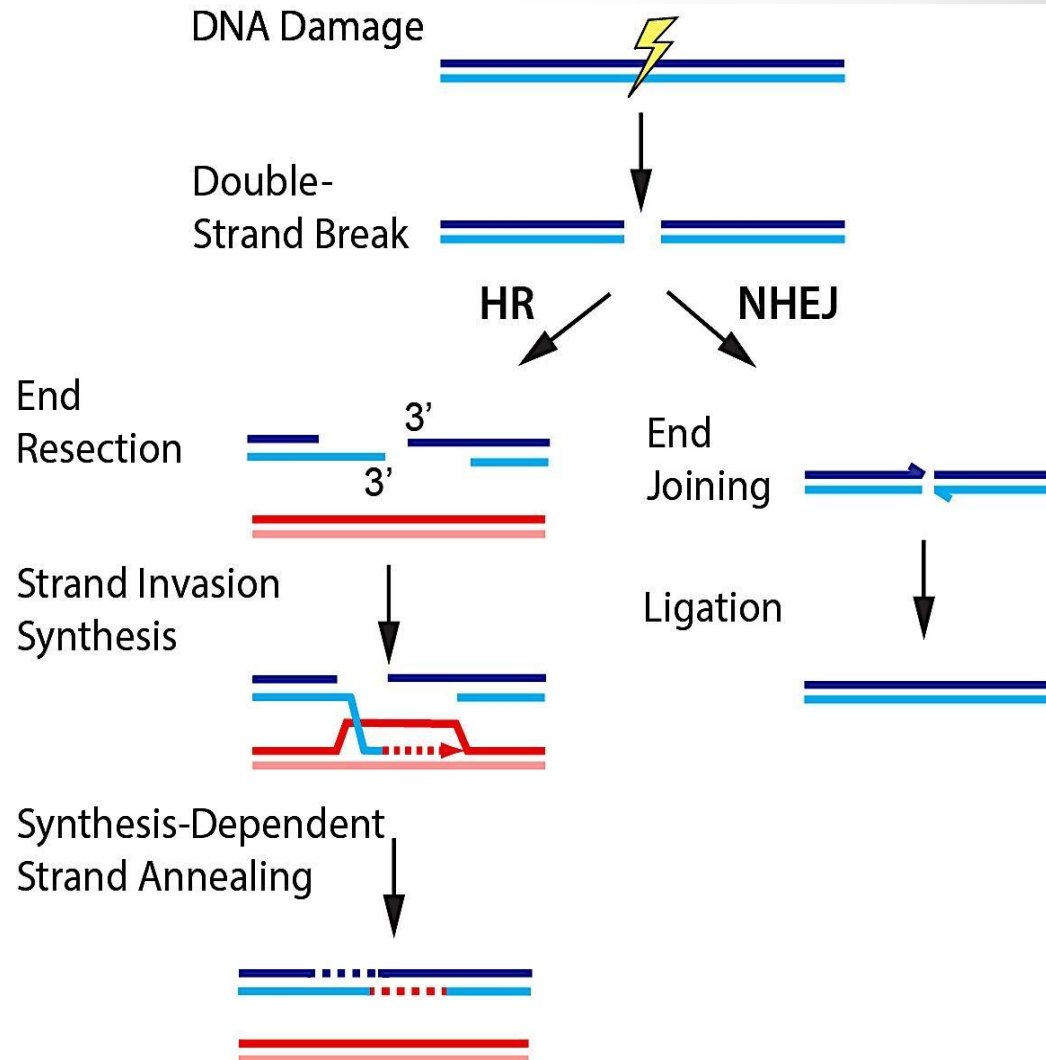 DNA Damage
Double-
Strand Break
HR
NHEJ
End
Resection
3’
3’
End
Joining
Strand Invasion
Synthesis
Ligation
Synthesis-Dependent
Strand Annealing